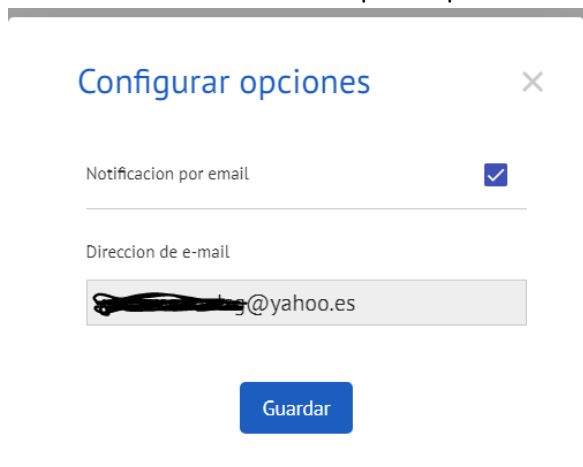 Configurar opciones
Notificacion por email
Direccion de e-mail
@yahoo.es
Guardar